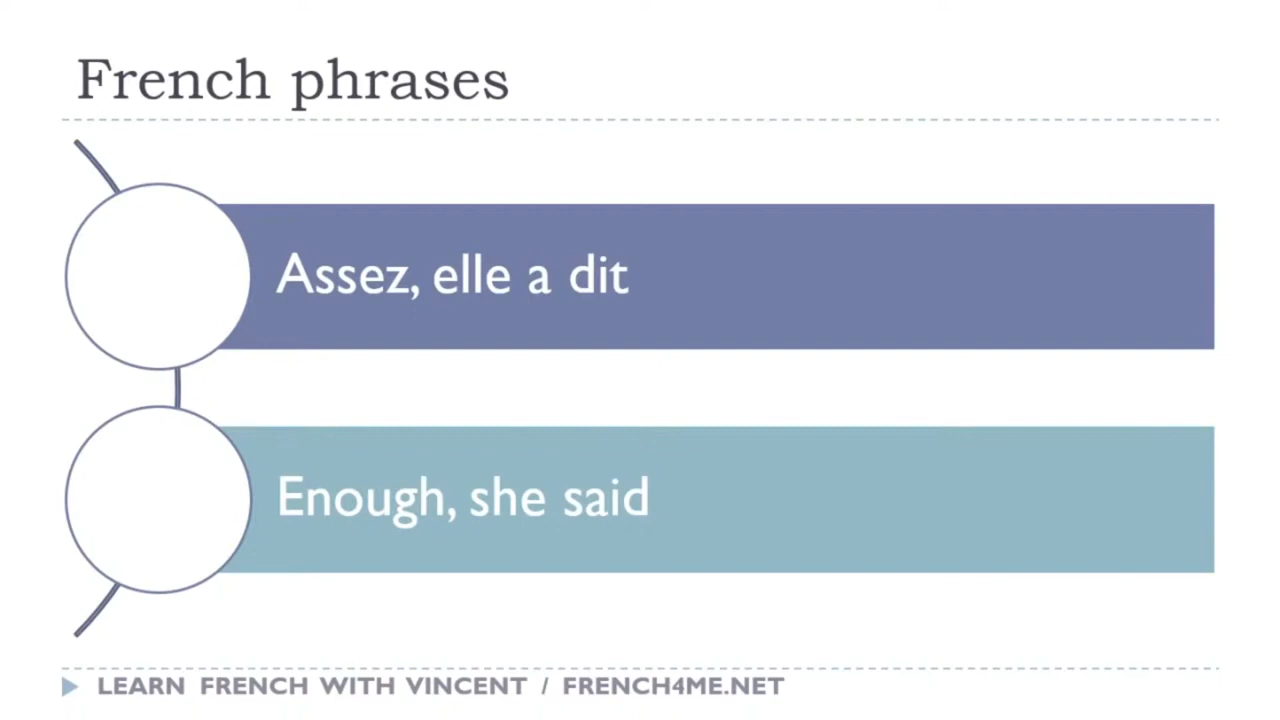 French phrases
Assez, elle a dit
Enough, she said
LEARN FRENCH WITH VINCENT / FRENCH4ME.NET